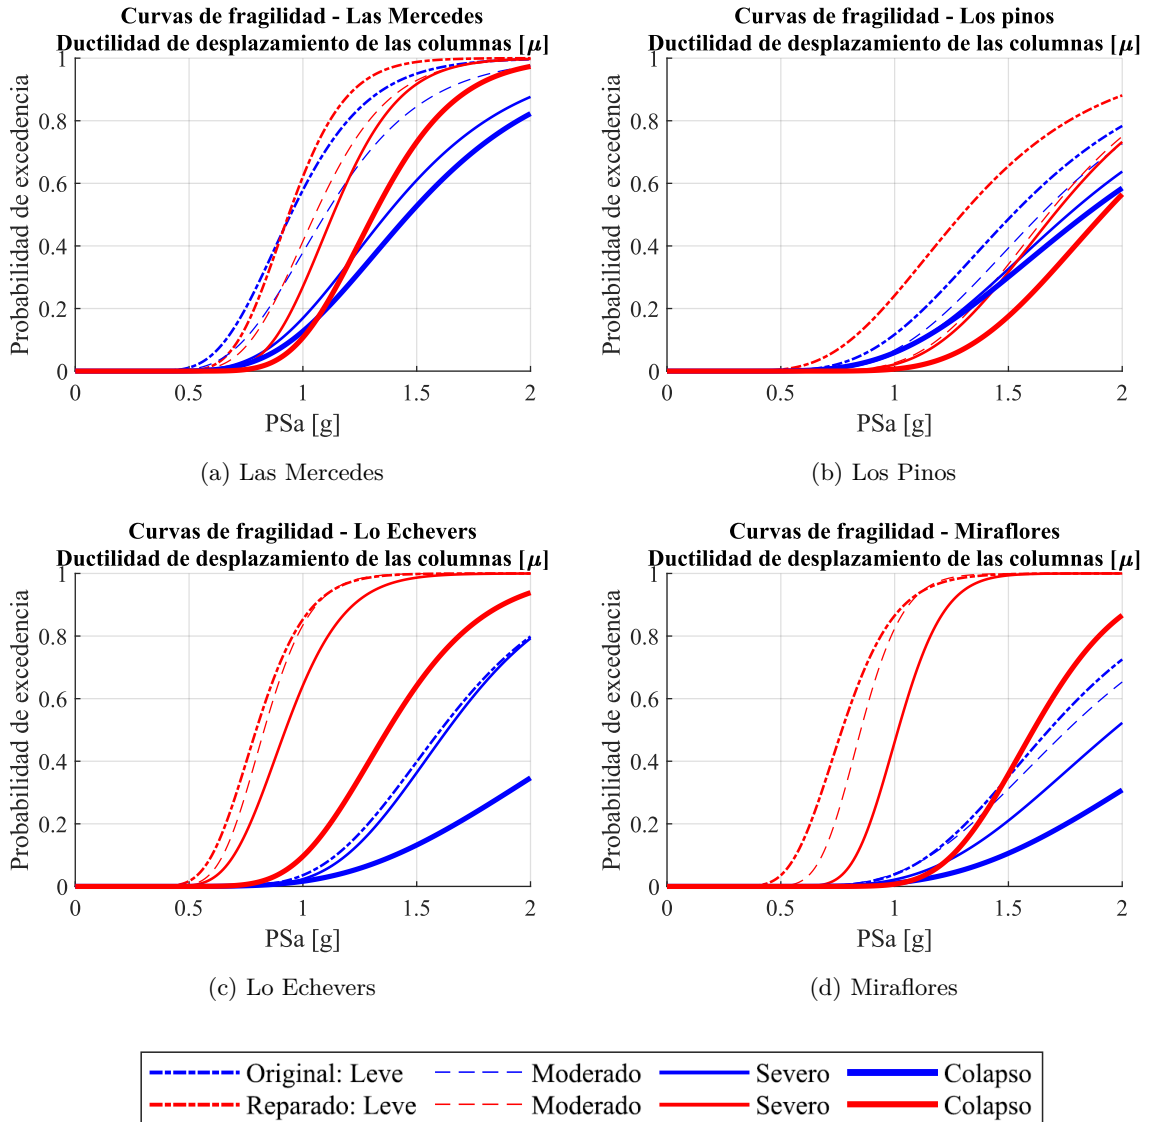 Curvas de fragilidad - Las Mercedes
Ductilidad de desplazamiento de las columnas [μ]
Probabilidad de excedencia
1
0.8
0.6
0.4
0.2
0
0 0.5 1 1.5 2
PSa [g]
(a) Las Mercedes
Curvas de fragilidad - Los pinos
Ductilidad de desplazamiento de las columnas [μ]
Probabilidad de excedencia
1
0.8
0.6
0.4
0.2
0
0 0.5 1 1.5 2
PSa [g]
(b) Los Pinos
Curvas de fragilidad - Lo Echevers
Ductilidad de desplazamiento de las columnas [μ]
Probabilidad de excedencia
1
0.8
0.6
0.4
0.2
0
0 0.5 1 1.5 2
PSa [g]
(c) Lo Echevers
Curvas de fragilidad - Miraflores
Ductilidad de desplazamiento de las columnas [μ]
Probabilidad de excedencia
1
0.8
0.6
0.4
0.2
0
0 0.5 1 1.5 2
PSa [g]
(d) Miraflores
Original: Leve Moderado Severo Colapso
Reparado: Leve Moderado Severo Colapso